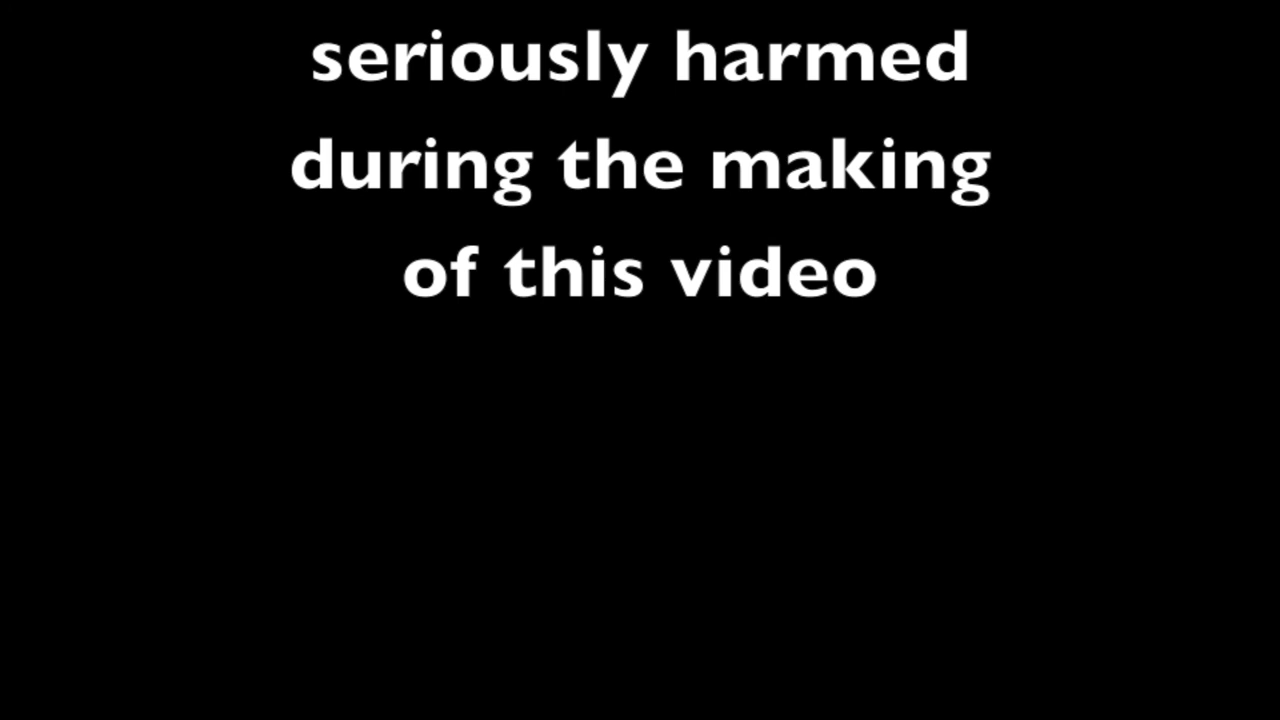 seriously harmed
during the making
of this video